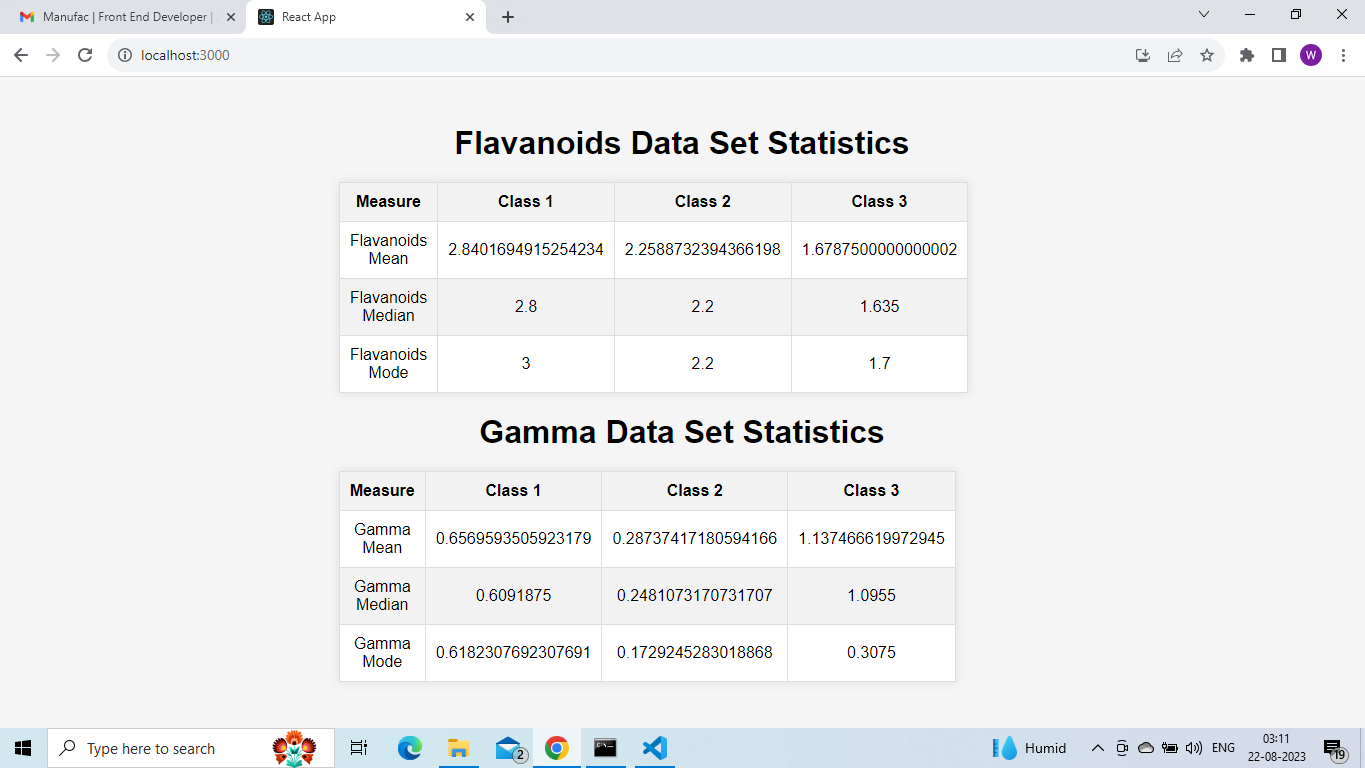 Manufac | Front End Developer |
React App
localhost:3000
W
Flavanoids Data Set Statistics
Measure Class 1 Class 2 Class 3
Flavanoids
Mean
2.8401694915254234 2.2588732394366198 1.6787500000000002
Flavanoids
Median
2.8 2.2 1.635
Flavanoids
Mode
3 2.2 1.7
Gamma Data Set Statistics
Measure Class 1 Class 2 Class 3
Gamma
Mean
0.6569593505923179 0.28737417180594166 1.137466619972945
Gamma
Median
0.6091875 0.2481073170731707 1.0955
Gamma
Mode
0.6182307692307691 0.1729245283018868 0.3075
Type here to search
2
Humid
ENG
03:11
22-08-2023
19